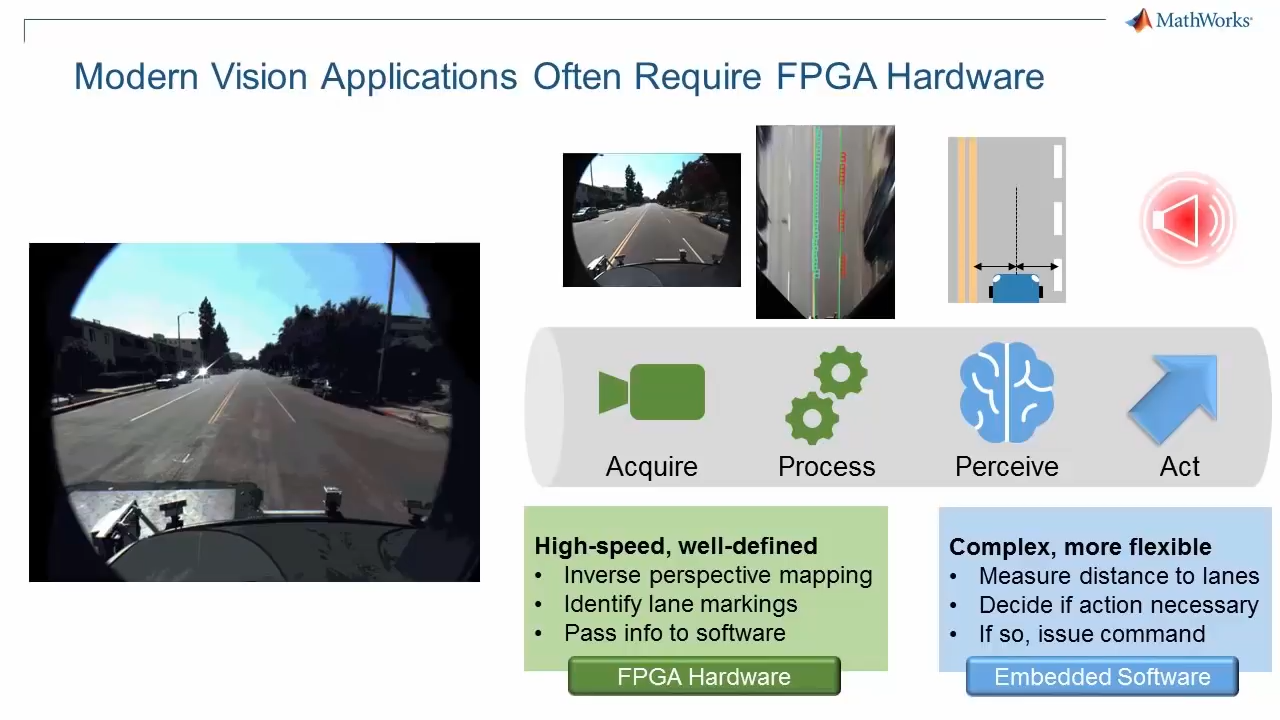 MathWorks
Modern Vision Applications Often Require FPGA Hardware
Acquire
Process
Perceive
Act
High-speed, well-defined
• Inverse perspective mapping
• Identify lane markings
• Pass info to software
FPGA Hardware
Complex, more flexible
• Measure distance to lanes
• Decide if action necessary
• If so, issue command
Embedded Software